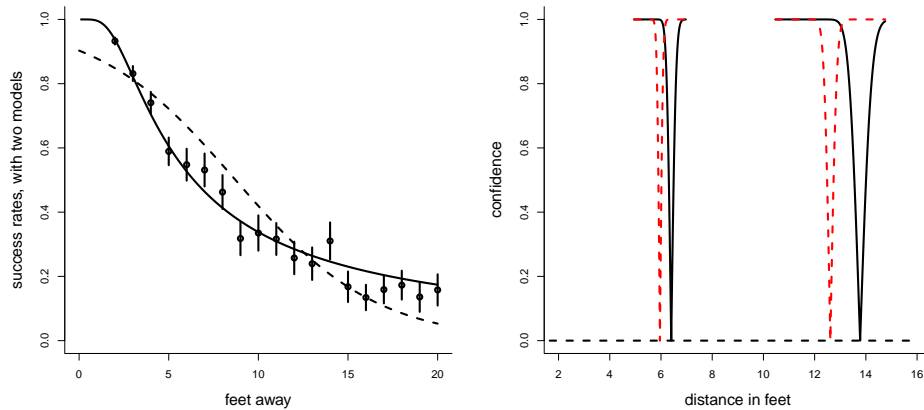 success rates, with two models
1.0
0.8
0.6
0.4
0.2
0.0
0 5 10 15 20
feet away
confidence
1.0
0.8
0.6
0.4
0.2
0.0
2 4 6 8 10 12 14 16
distance in feet